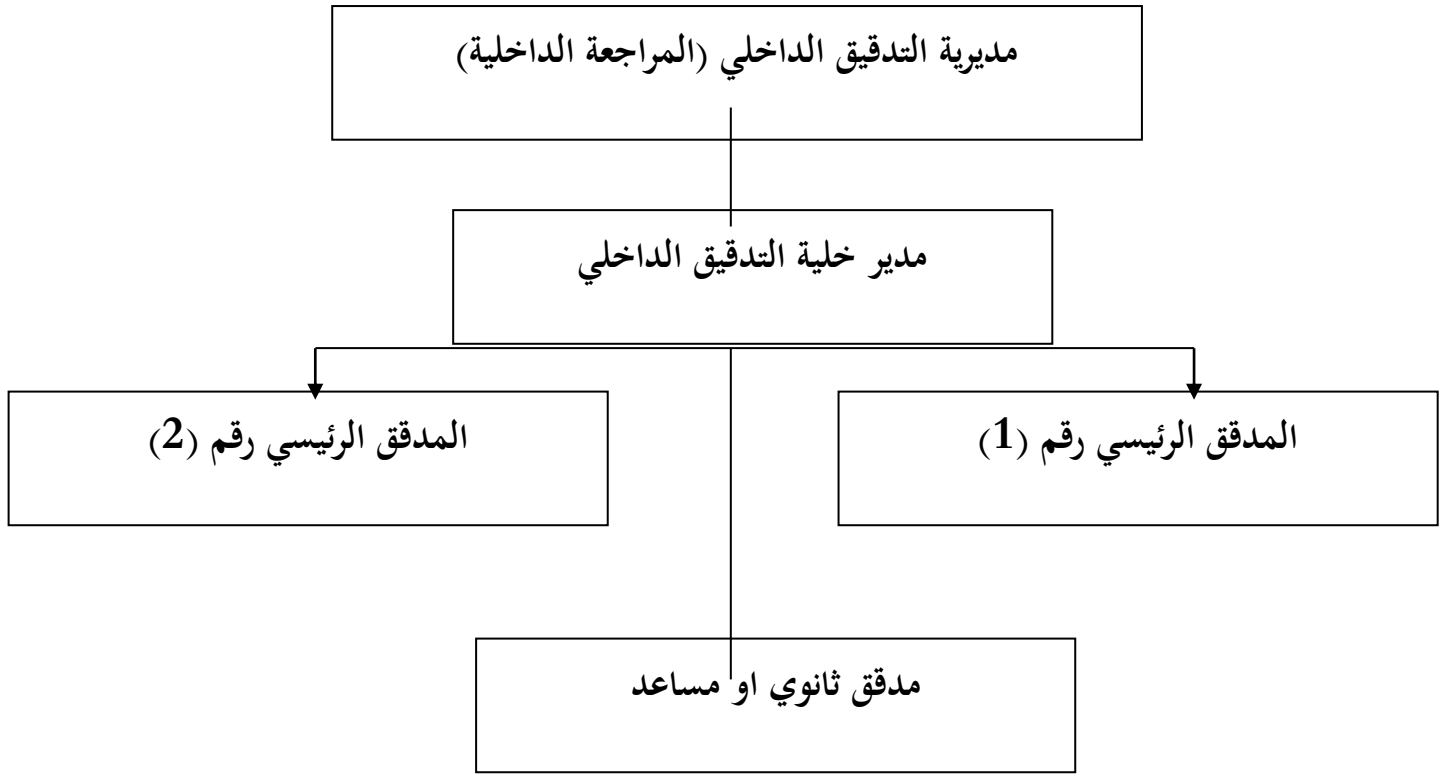 مديرية التدقيق الداخلي (المراجعة الداخلية)
مدير خلية التدقيق الداخلي
المدقق الرئيسي رقم (1)
المدقق الرئيسي رقم (2)
مدقق ثانوي او مساعد